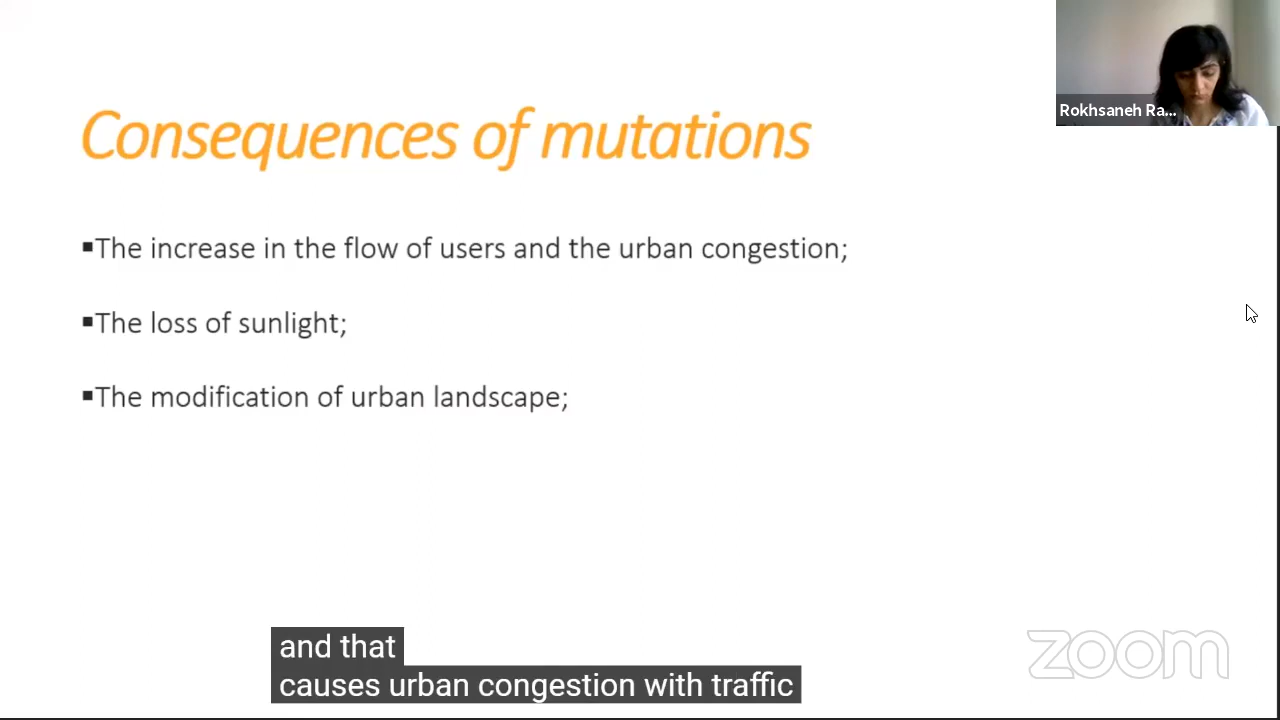 Rokhsaneh Ra...
Consequences of mutations
▪The increase in the flow of users and the urban congestion;
▪The loss of sunlight;
▪The modification of urban landscape;
and that
causes urban congestion with traffic
zoom